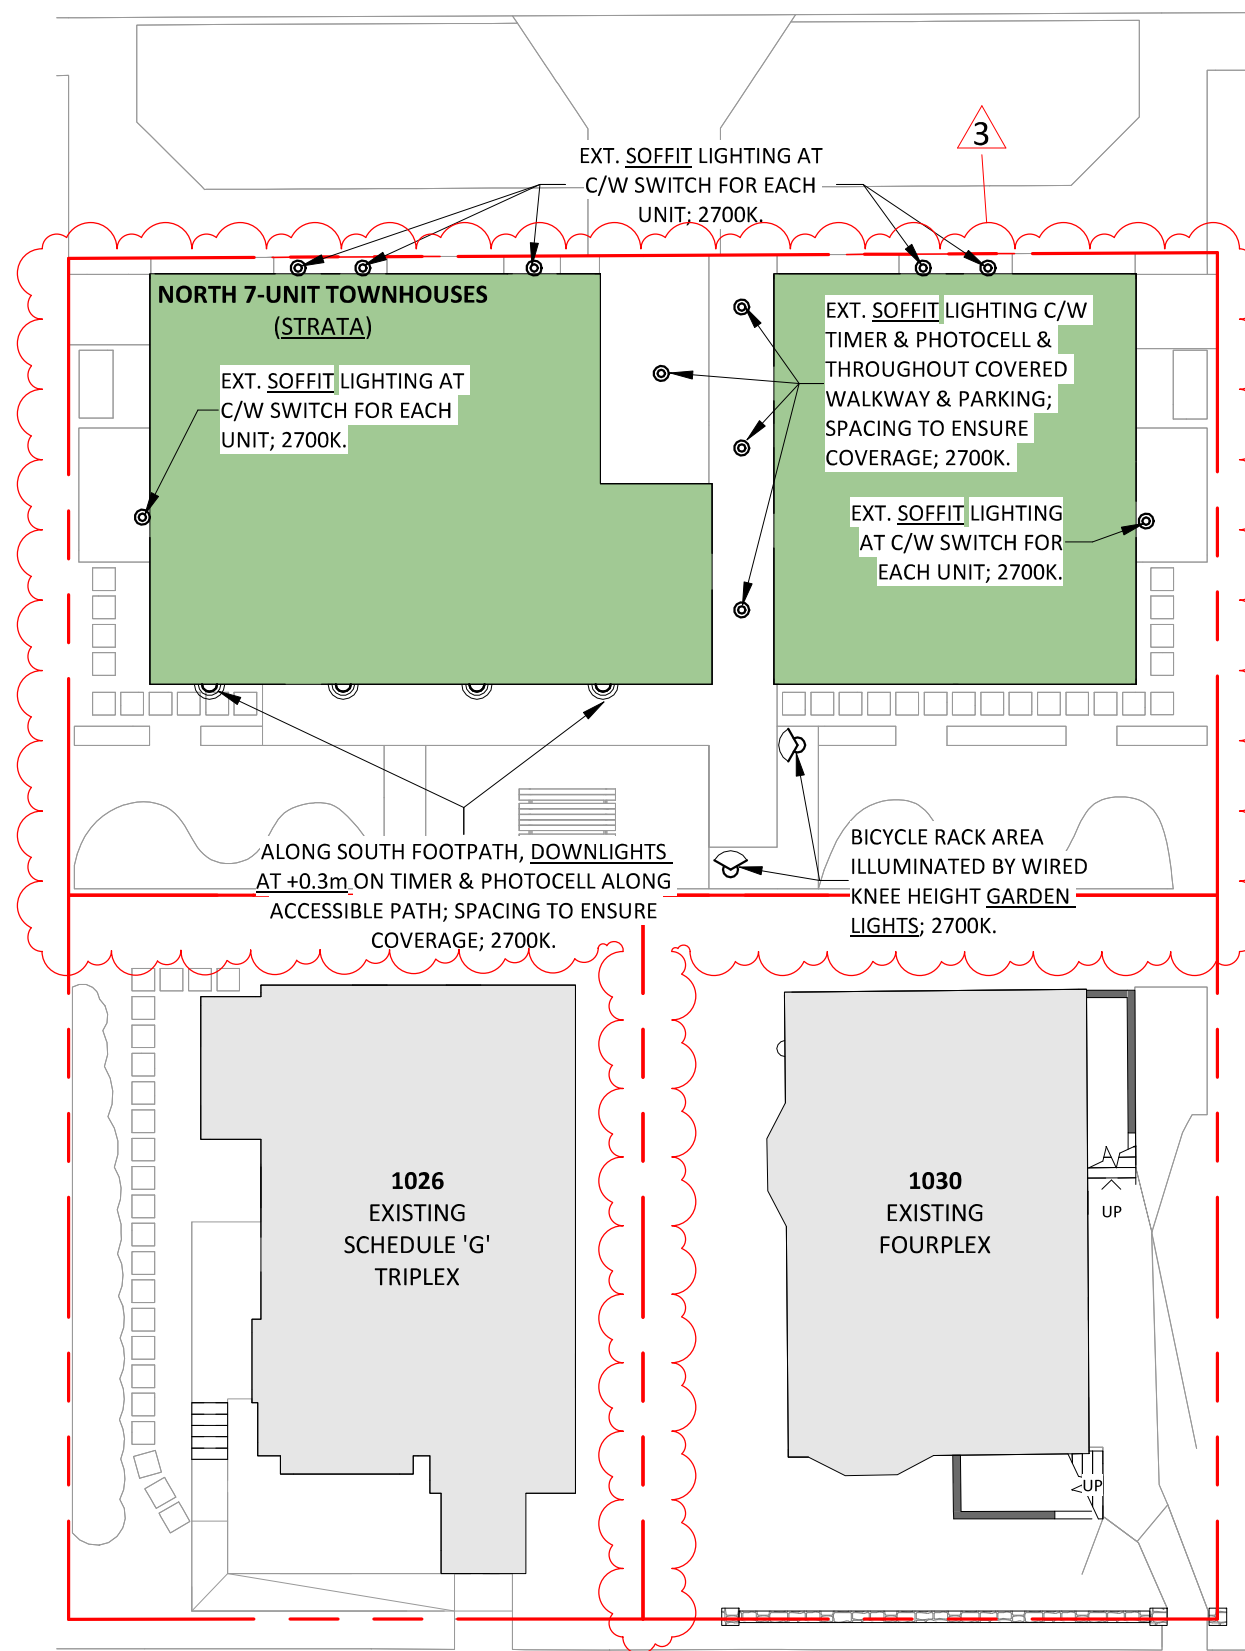 3
EXT. SOFFIT LIGHTING AT
C/W SWITCH FOR EACH
UNIT; 2700K.
NORTH 7-UNIT TOWNHOUSES
(STRATA)
EXT. SOFFIT LIGHTING AT
C/W SWITCH FOR EACH
UNIT; 2700K.
EXT. SOFFIT LIGHTING C/W
TIMER & PHOTOCELL &
THROUGHOUT COVERED
WALKWAY & PARKING;
SPACING TO ENSURE
COVERAGE; 2700K.
EXT. SOFFIT LIGHTING
AT C/W SWITCH FOR
EACH UNIT; 2700K.
ALONG SOUTH FOOTPATH, DOWNLIGHTS
AT +0.3m ON TIMER & PHOTOCELL ALONG
ACCESSIBLE PATH; SPACING TO ENSURE
COVERAGE; 2700K.
BICYCLE RACK AREA
ILLUMINATED BY WIRED
KNEE HEIGHT GARDEN
LIGHTS; 2700K.
1026
EXISTING
SCHEDULE 'G'
TRIPLEX
1030
EXISTING
FOURPLEX
UP
UP